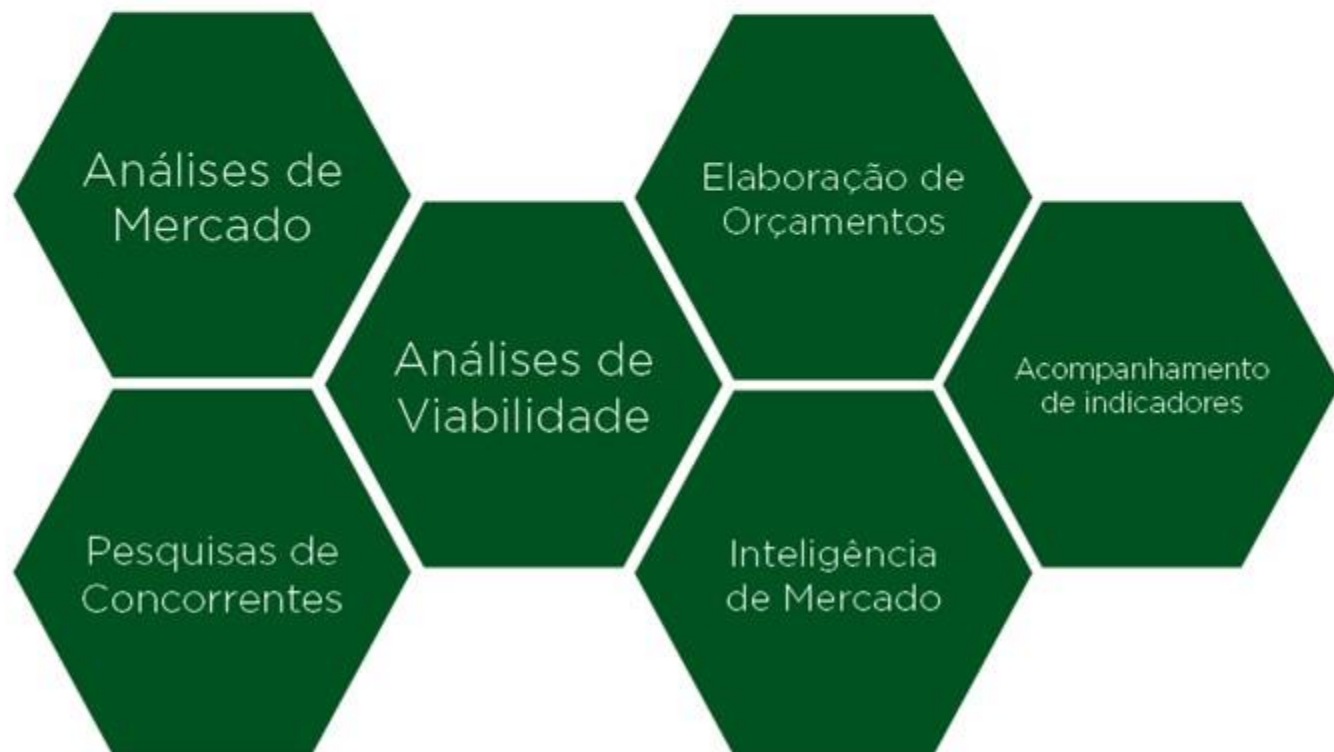 Análises de
Mercado
Elaboração de
Orçamentos
Análises de
Viabilidade
Acompanhamento
de indicadores
Pesquisas de
Concorrentes
Inteligência
de Mercado